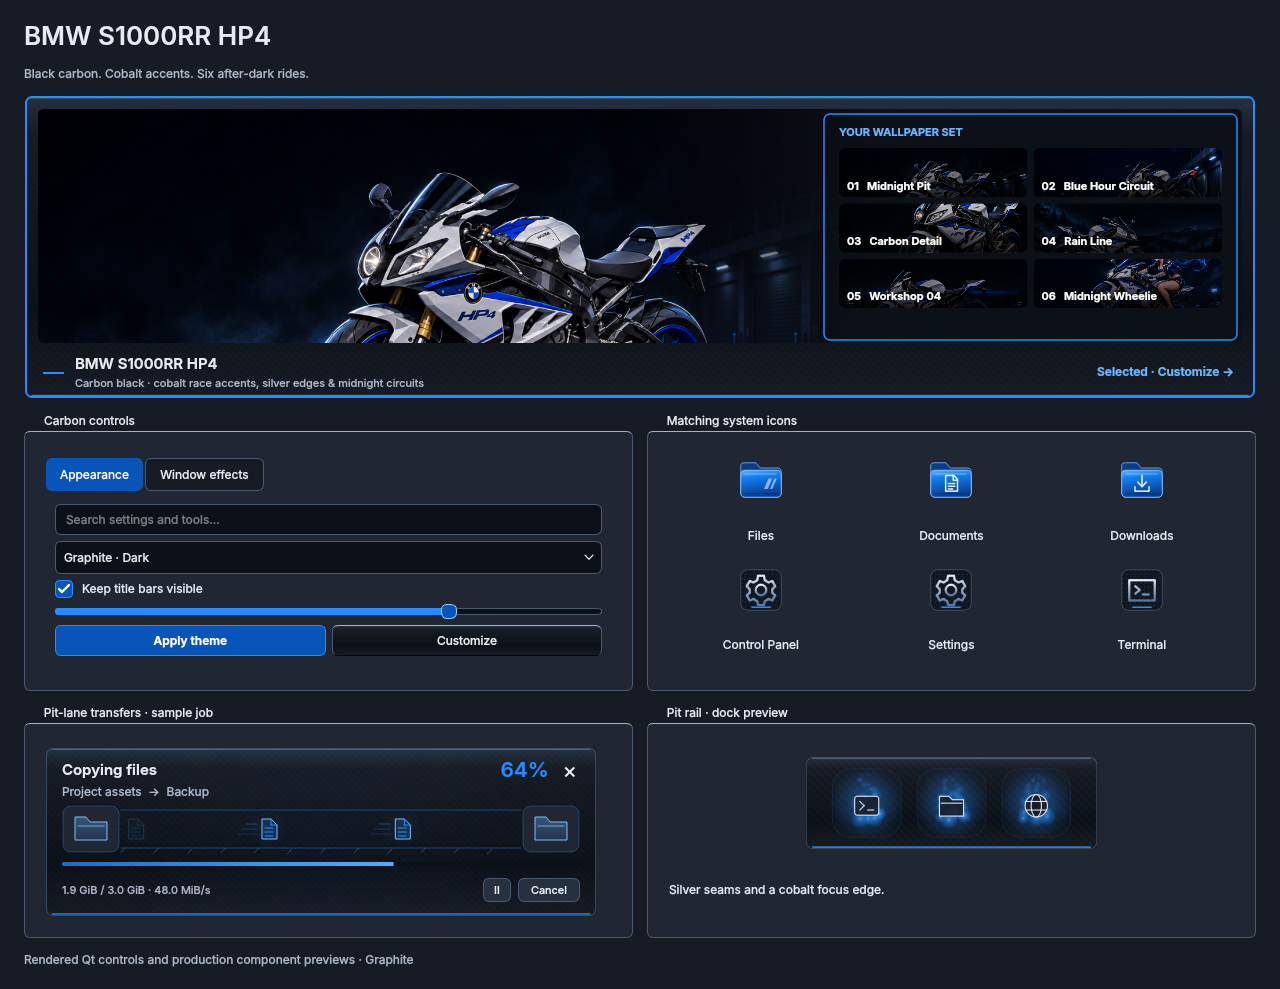 BMW S1000RR HP4
Black carbon. Cobalt accents. Six after-dark rides.
HP4
HP4
YOUR WALLPAPER SET
01 Midnight Pit
02 Blue Hour Circuit
03 Carbon Detail
04 Rain Line
05 Workshop 04
06 Midnight Wheelie
BMW S1000RR HP4
Carbon black · cobalt race accents, silver edges & midnight circuits
Selected · Customize →
Carbon controls
Appearance
Window effects
Search settings and tools...
Graphite · Dark
Keep title bars visible
Apply theme
Customize
Matching system icons
Files
Documents
Downloads
Control Panel
Settings
Terminal
Pit-lane transfers · sample job
Copying files
64%
Project assets → Backup
1.9 GiB / 3.0 GiB · 48.0 MiB/s
Cancel
Pit rail · dock preview
Silver seams and a cobalt focus edge.
Rendered Qt controls and production component previews · Graphite